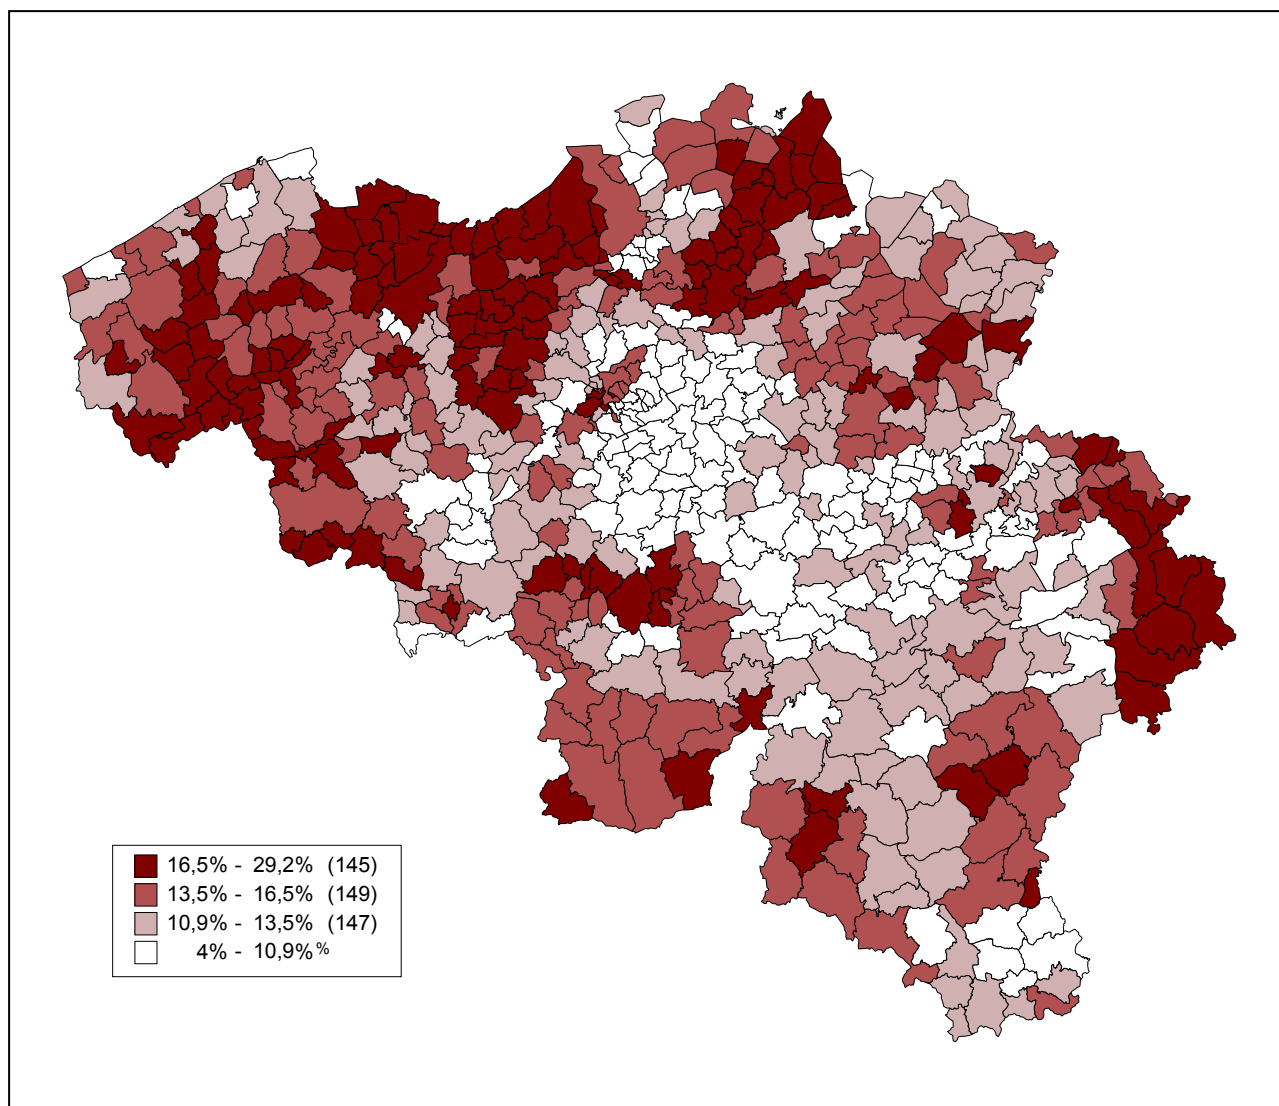 16,5% - 29,2% (145)
13,5% - 16,5% (149)
10,9% - 13,5% (147)
4% - 10,9% %